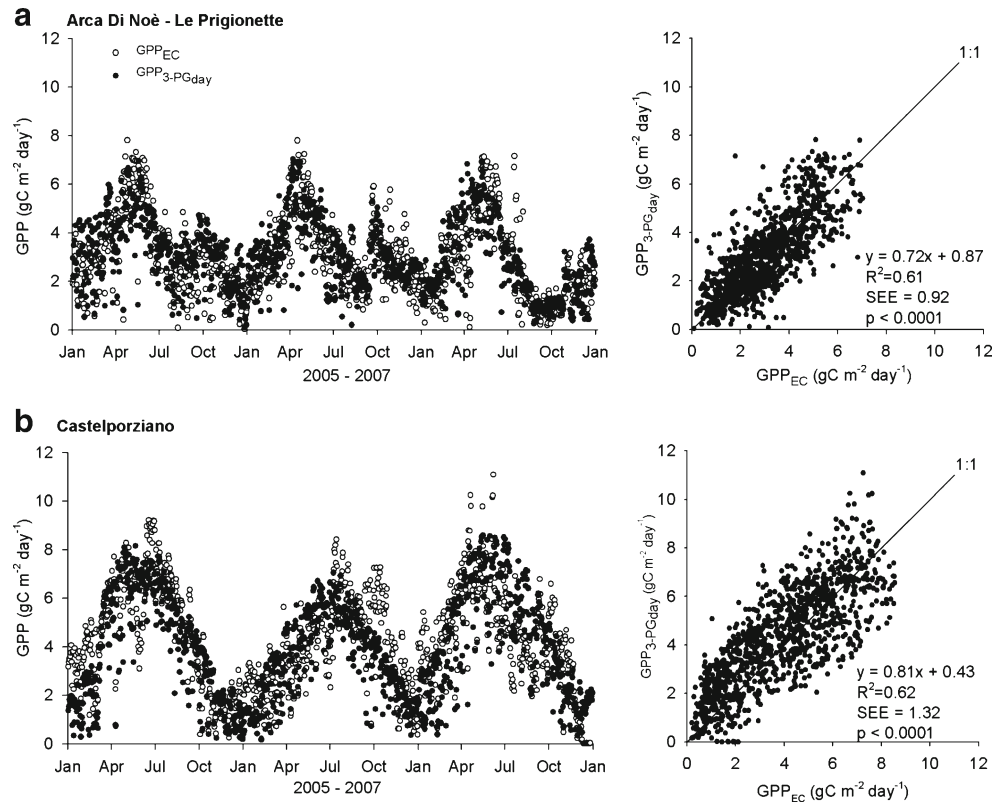 a Arca Di Noè - Le Prigionette
GPP_EC
GPP_3-PGday
GPP (gC m⁻² day⁻¹)
12
10
8
6
4
2
0
Jan Apr Jul Oct Jan Apr Jul Oct Jan Apr Jul Oct Jan
2005 - 2007
GPP_3-PGday (gC m⁻² day⁻¹)
12
10
8
6
4
2
0
1:1
y = 0.72x + 0.87
R²=0.61
SEE = 0.92
p < 0.0001
0 2 4 6 8 10 12
GPP_EC (gC m⁻² day⁻¹)
b Castelporziano
GPP (gC m⁻² day⁻¹)
12
10
8
6
4
2
0
Jan Apr Jul Oct Jan Apr Jul Oct Jan Apr Jul Oct Jan
2005 - 2007
GPP_3-PGday (gC m⁻² day⁻¹)
12
10
8
6
4
2
0
1:1
y = 0.81x + 0.43
R²=0.62
SEE = 1.32
p < 0.0001
0 2 4 6 8 10 12
GPP_EC (gC m⁻² day⁻¹)